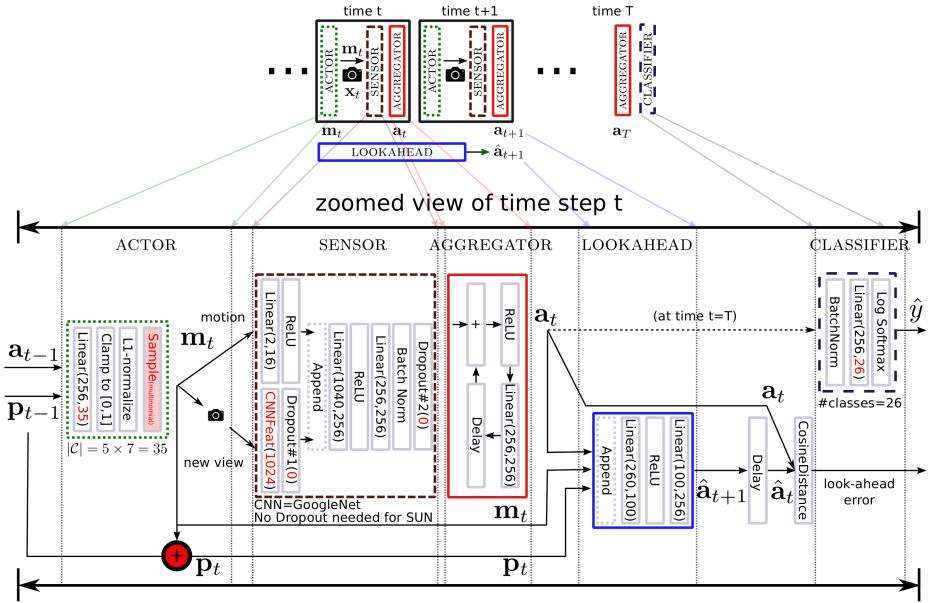 time t
time t+1
time T
ACTOR
m_t
x_t
SENSOR
AGGREGATOR
ACTOR
SENSOR
AGGREGATOR
AGGREGATOR
CLASSIFIER
m_t
a_t
a_{t+1}
a_T
LOOKAHEAD
â_{t+1}
zoomed view of time step t
ACTOR
SENSOR
AGGREGATOR
LOOKAHEAD
CLASSIFIER
a_{t−1}
p_{t−1}
Linear(256,35)
Clamp to [0,1]
L1-normalize
Sample(multinomial)
|C| = 5 × 7 = 35
motion
m_t
new view
Linear(2,16)
ReLU
CNNFeat(1024)
Dropout#1(0)
Append
Linear(1040,256)
ReLU
Linear(256,256)
Batch Norm
Dropout#2(0)
CNN=GoogleNet
No Dropout needed for SUN
+
ReLU
Delay
Linear(256,256)
a_t
(at time t=T)
BatchNorm
Linear(256,26)
Log Softmax
ŷ
#classes=26
a_t
Append
Linear(260,100)
ReLU
Linear(100,256)
â_{t+1}
Delay
â_t
CosineDistance
look-ahead
error
m_t
+
p_t
p_t